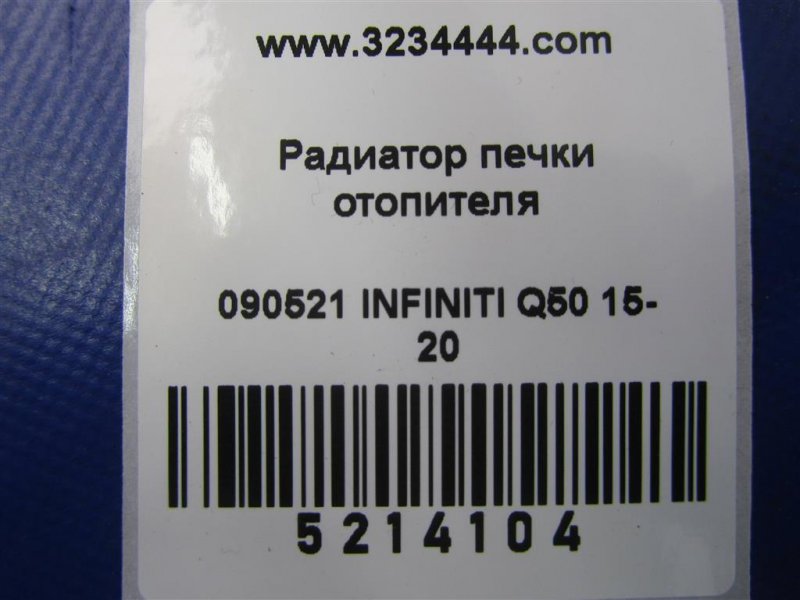 www.3234444.com
Радиатор печки
отопителя
090521 INFINITI Q50 15-
20
5214104